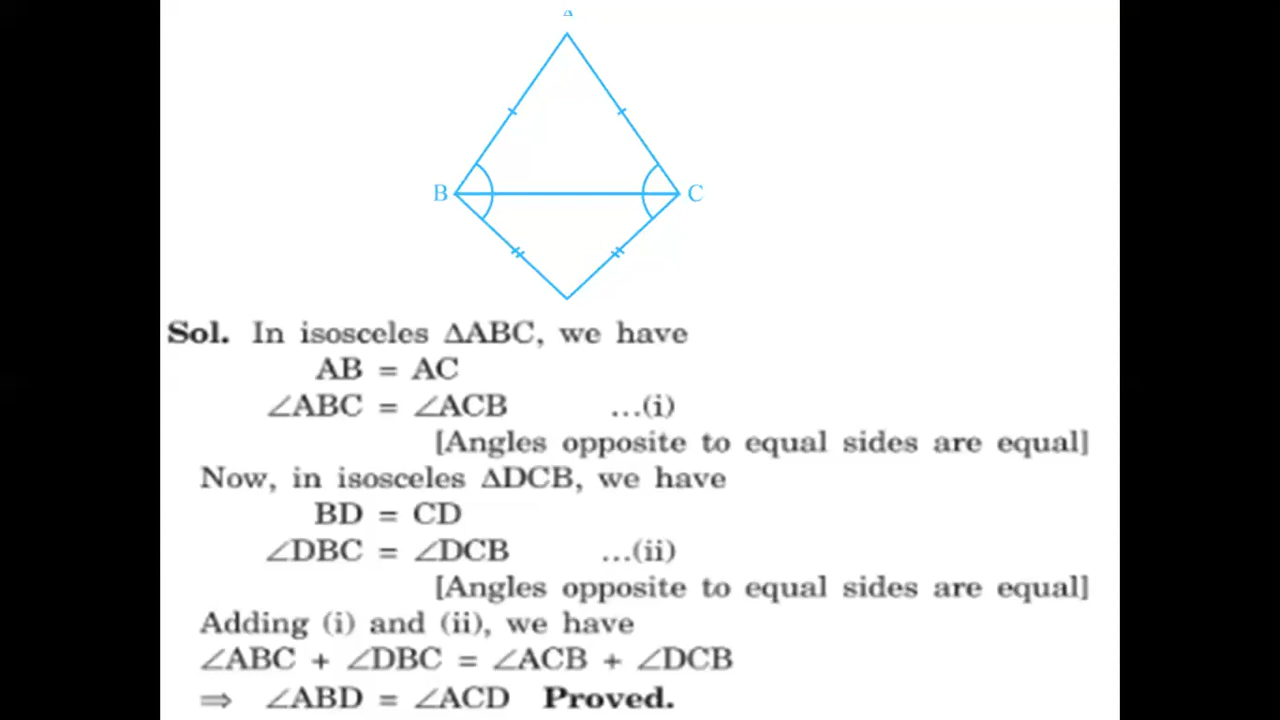 B C
Sol. In isosceles ΔABC, we have
AB = AC
∠ABC = ∠ACB ...(i)
[Angles opposite to equal sides are equal]
Now, in isosceles ΔDCB, we have
BD = CD
∠DBC = ∠DCB ...(ii)
[Angles opposite to equal sides are equal]
Adding (i) and (ii), we have
∠ABC + ∠DBC = ∠ACB + ∠DCB
⇒ ∠ABD = ∠ACD Proved.